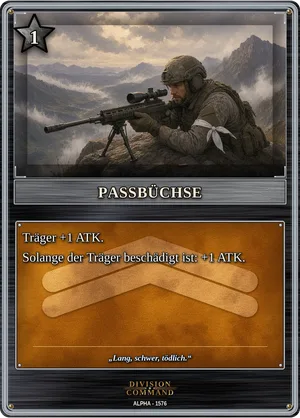 1
PASSBÜCHSE
Träger +1 ATK.
Solange der Träger beschädigt ist: +1 ATK.
„Lang, schwer, tödlich.“
DIVISION
COMMAND
ALPHA - 1576